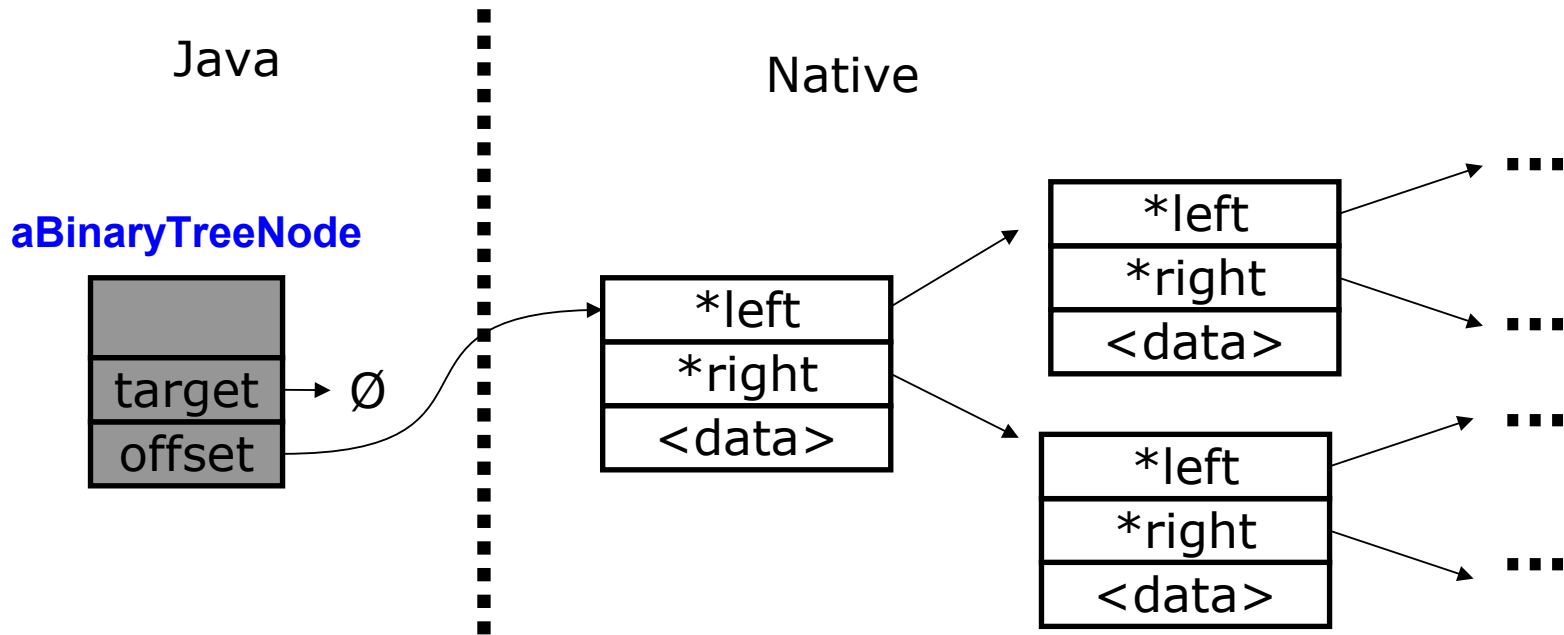 Java
Native
aBinaryTreeNode
target
Ø
offset
*left
*right
<data>
*left
*right
<data>
...
...
*left
*right
<data>
...
...